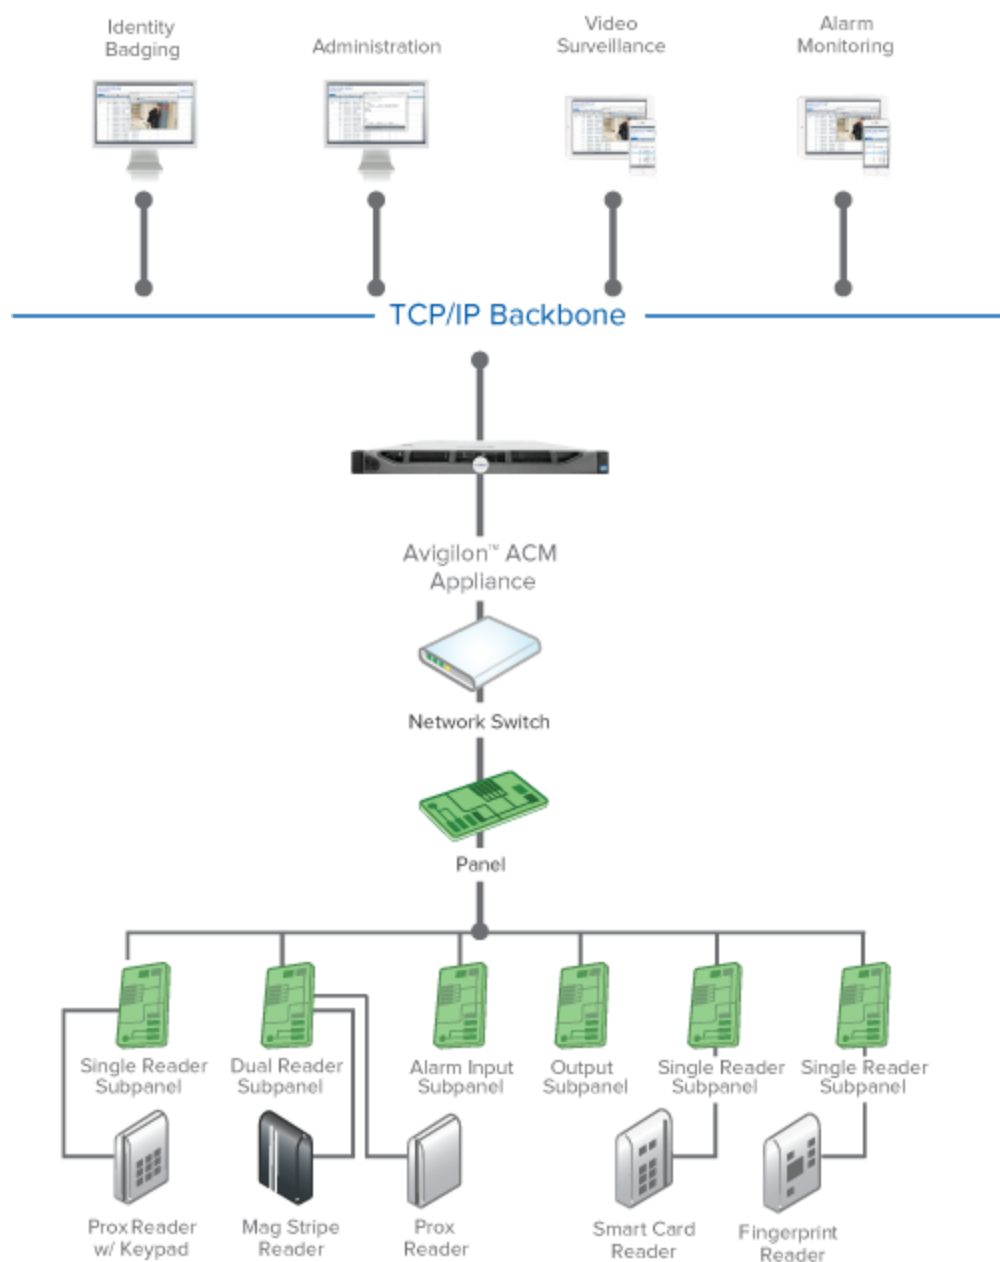 Identity
Badging
Administration
Video
Surveillance
Alarm
Monitoring
TCP/IP Backbone
Avigilon™ ACM
Appliance
Network Switch
Panel
Single Reader
Subpanel
Dual Reader
Subpanel
Alarm Input
Subpanel
Output
Subpanel
Single Reader
Subpanel
Single Reader
Subpanel
Prox Reader
w/ Keypad
Mag Stripe
Reader
Prox
Reader
Smart Card
Reader
Fingerprint
Reader